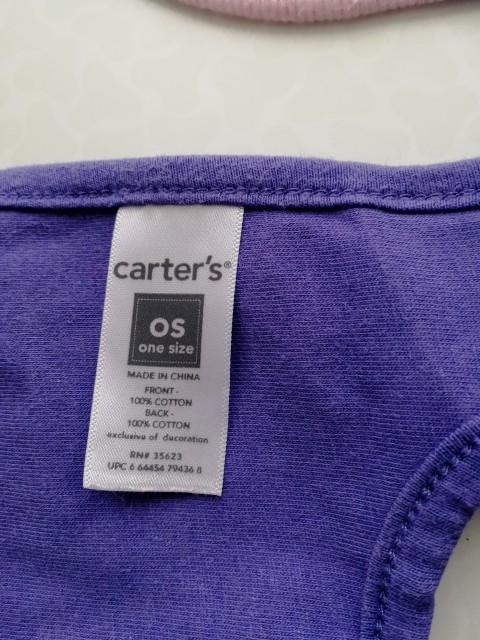 carter's®
OS
one size
MADE IN CHINA
FRONT -
100% COTTON
BACK -
100% COTTON
exclusive of decoration
RN# 35623
UPC 6 64454 79436 8